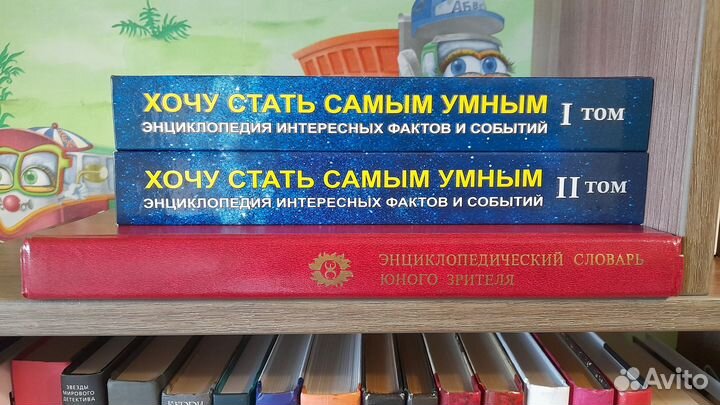 АБВ
ХОЧУ СТАТЬ САМЫМ УМНЫМ
ЭНЦИКЛОПЕДИЯ ИНТЕРЕСНЫХ ФАКТОВ И СОБЫТИЙ
I ТОМ
ХОЧУ СТАТЬ САМЫМ УМНЫМ
ЭНЦИКЛОПЕДИЯ ИНТЕРЕСНЫХ ФАКТОВ И СОБЫТИЙ
II ТОМ
ЭНЦИКЛОПЕДИЧЕСКИЙ СЛОВАРЬ
ЮНОГО ЗРИТЕЛЯ
ЗВЕЗДЫ
МИРОВОГО
ДЕТЕКТИВА
Avito